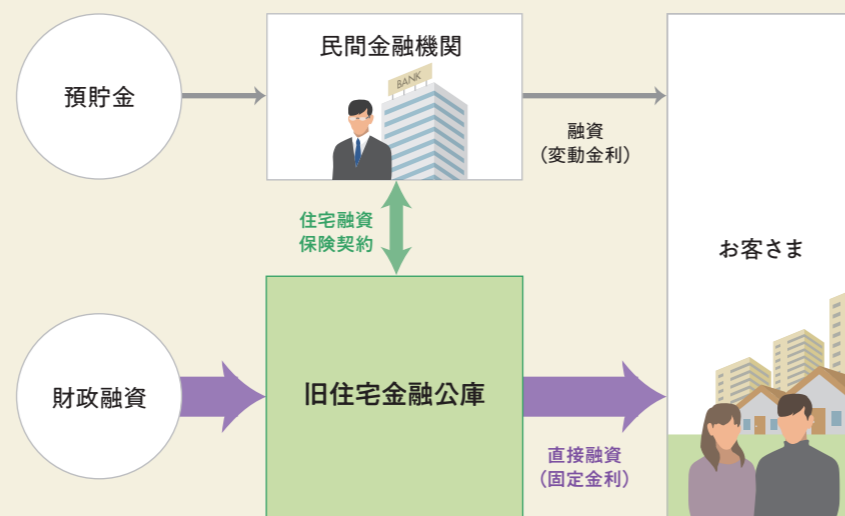 預貯金
民間金融機関
BANK
融資
（変動金利）
住宅融資
保険契約
お客さま
財政融資
旧住宅金融公庫
直接融資
（固定金利）